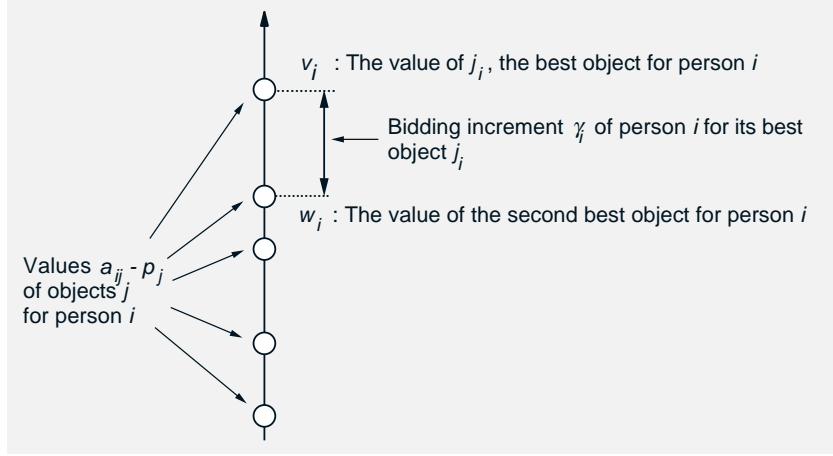 v_i : The value of j_i, the best object for person i
Bidding increment γ_i of person i for its best
object j_i
w_i : The value of the second best object for person i
Values a_ij - p_j
of objects j
for person i